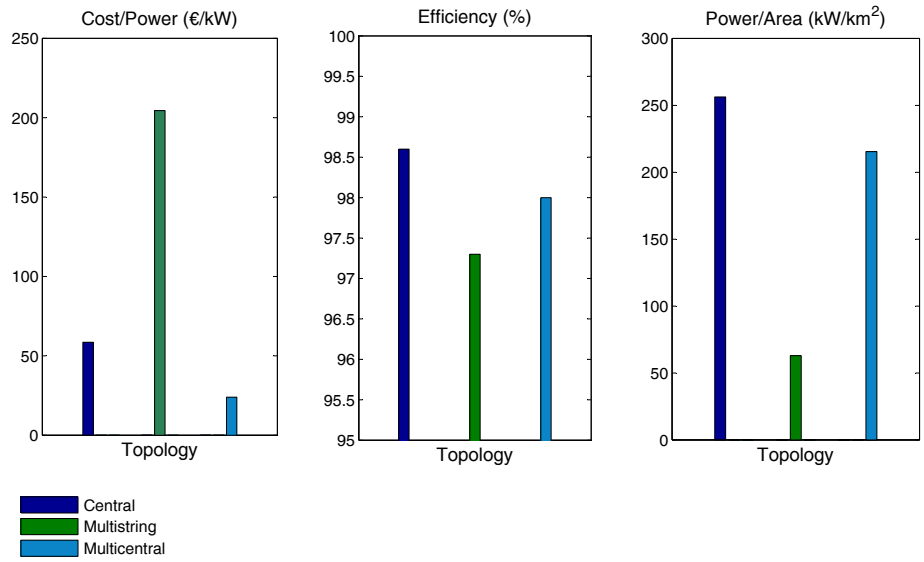 Cost/Power (€/kW)
250
200
150
100
50
0
Topology
Efficiency (%)
100
99.5
99
98.5
98
97.5
97
96.5
96
95.5
95
Topology
Power/Area (kW/km²)
300
250
200
150
100
50
0
Topology
Central
Multistring
Multicentral